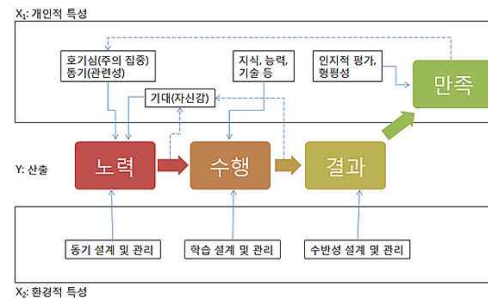 X₁: 개인적 특성
호기심(주의 집중)
동기(관련성)
지식, 능력,
기술 등
인지적 평가,
형평성
만족
기대(자신감)
Y: 산출
노력
수행
결과
동기 설계 및 관리
학습 설계 및 관리
수반성 설계 및 관리
X₂: 환경적 특성